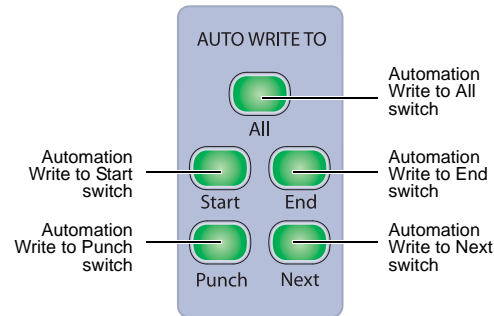 AUTO WRITE TO
All
Automation
Write to All
switch
Automation
Write to Start
switch
Start
End
Automation
Write to End
switch
Automation
Write to Punch
switch
Punch
Next
Automation
Write to Next
switch